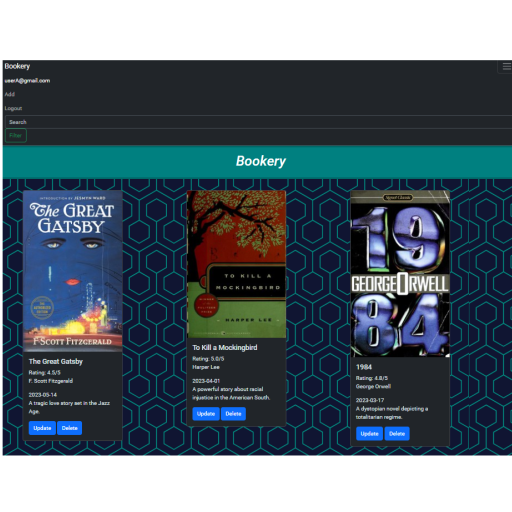 Bookery
userA@gmail.com
Add
Logout
Search
Filter
Bookery
INTRODUCTION BY JESMYN WARD
The GREAT
GATSBY
F. SCOTT FITZGERALD
The Great Gatsby
Rating: 4.5/5
F. Scott Fitzgerald
2023-05-14
A tragic love story set in the Jazz
Age.
Update Delete
TO KILL A
MOCKINGBIRD
HARPER LEE
To Kill a Mockingbird
Rating: 5.0/5
Harper Lee
2023-04-01
A powerful story about racial
injustice in the American South.
Update Delete
19
GEORGE ORWELL
84
1984
Rating: 4.8/5
George Orwell
2023-03-17
A dystopian novel depicting a
totalitarian regime.
Update Delete